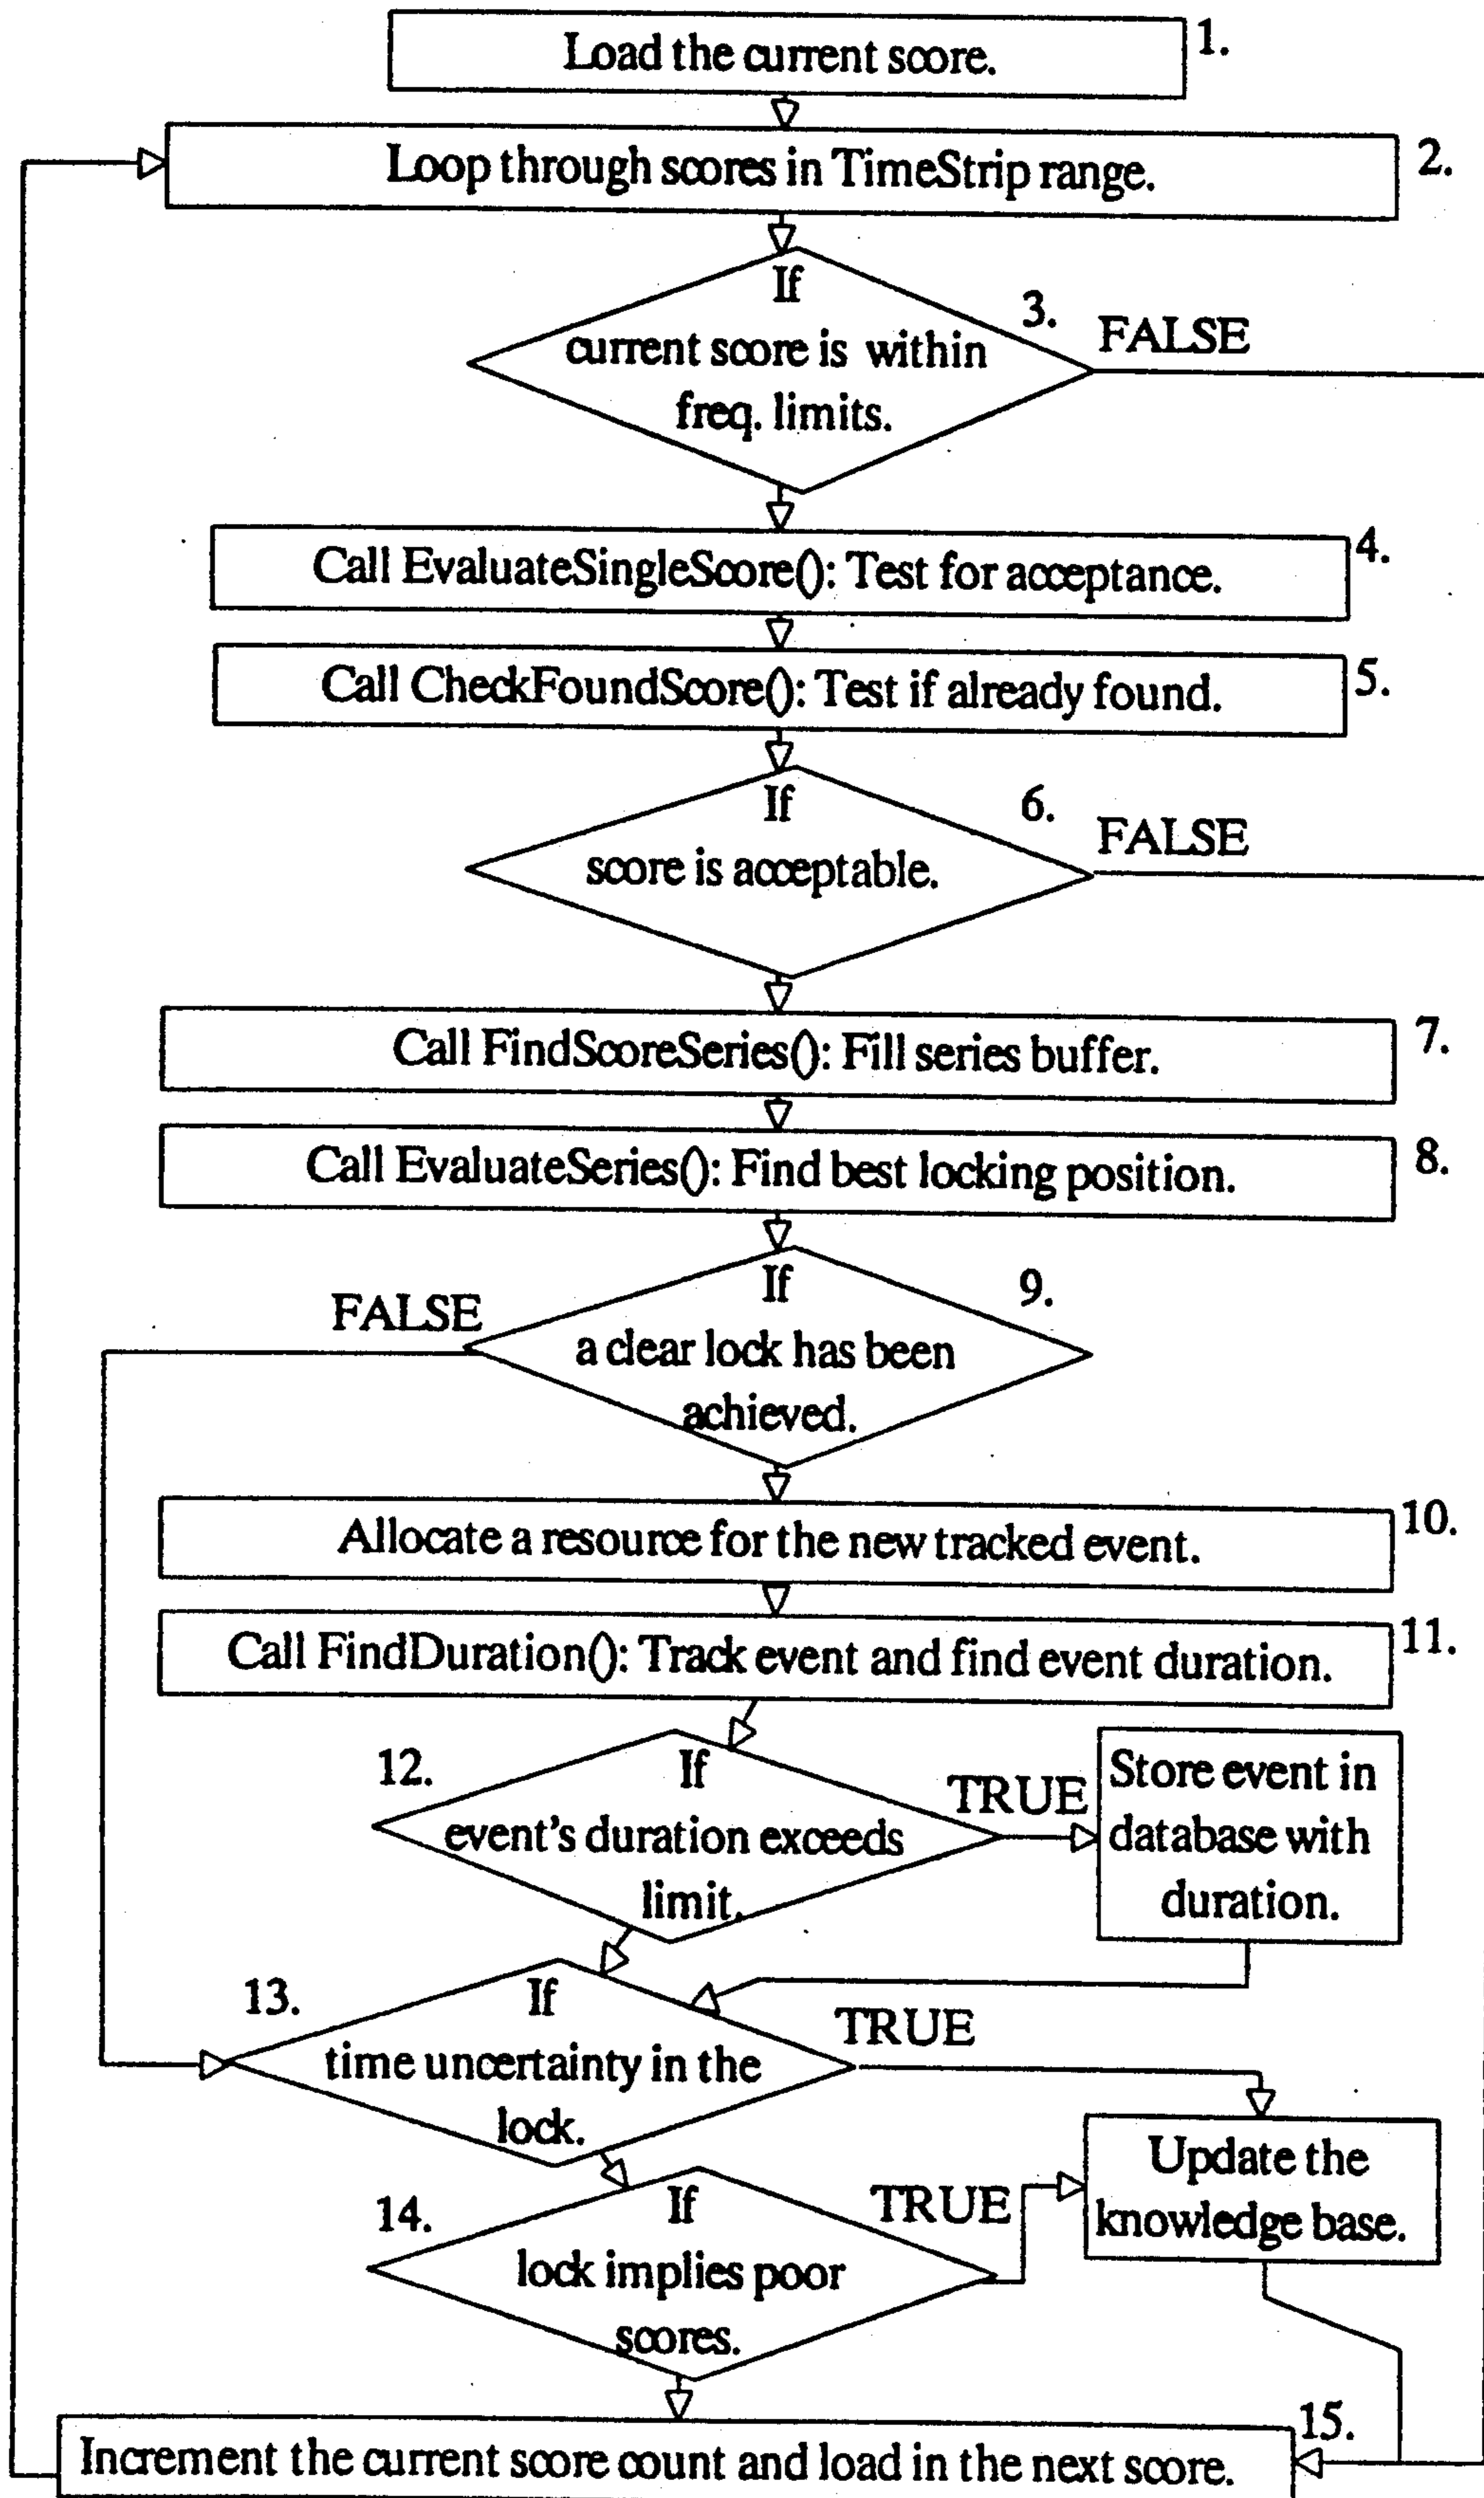 Load the current score.
1.
Loop through scores in TimeStrip range.
2.
If
3.
FALSE
current score is within
freq. limits.
Call EvaluateSingleScore(): Test for acceptance.
4.
Call CheckFoundScore(): Test if already found.
5.
If
6.
FALSE
score is acceptable.
Call FindScoreSeries(): Fill series buffer.
7.
Call EvaluateSeries(): Find best locking position.
8.
If
9.
FALSE
a clear lock has been
achieved.
Allocate a resource for the new tracked event.
10.
Call FindDuration(): Track event and find event duration.
11.
12.
If
event's duration exceeds
limit.
TRUE
Store event in
database with
duration.
13.
If
TRUE
time uncertainty in the
lock.
14.
If
TRUE
lock implies poor
scores.
Update the
knowledge base.
15.
Increment the current score count and load in the next score.